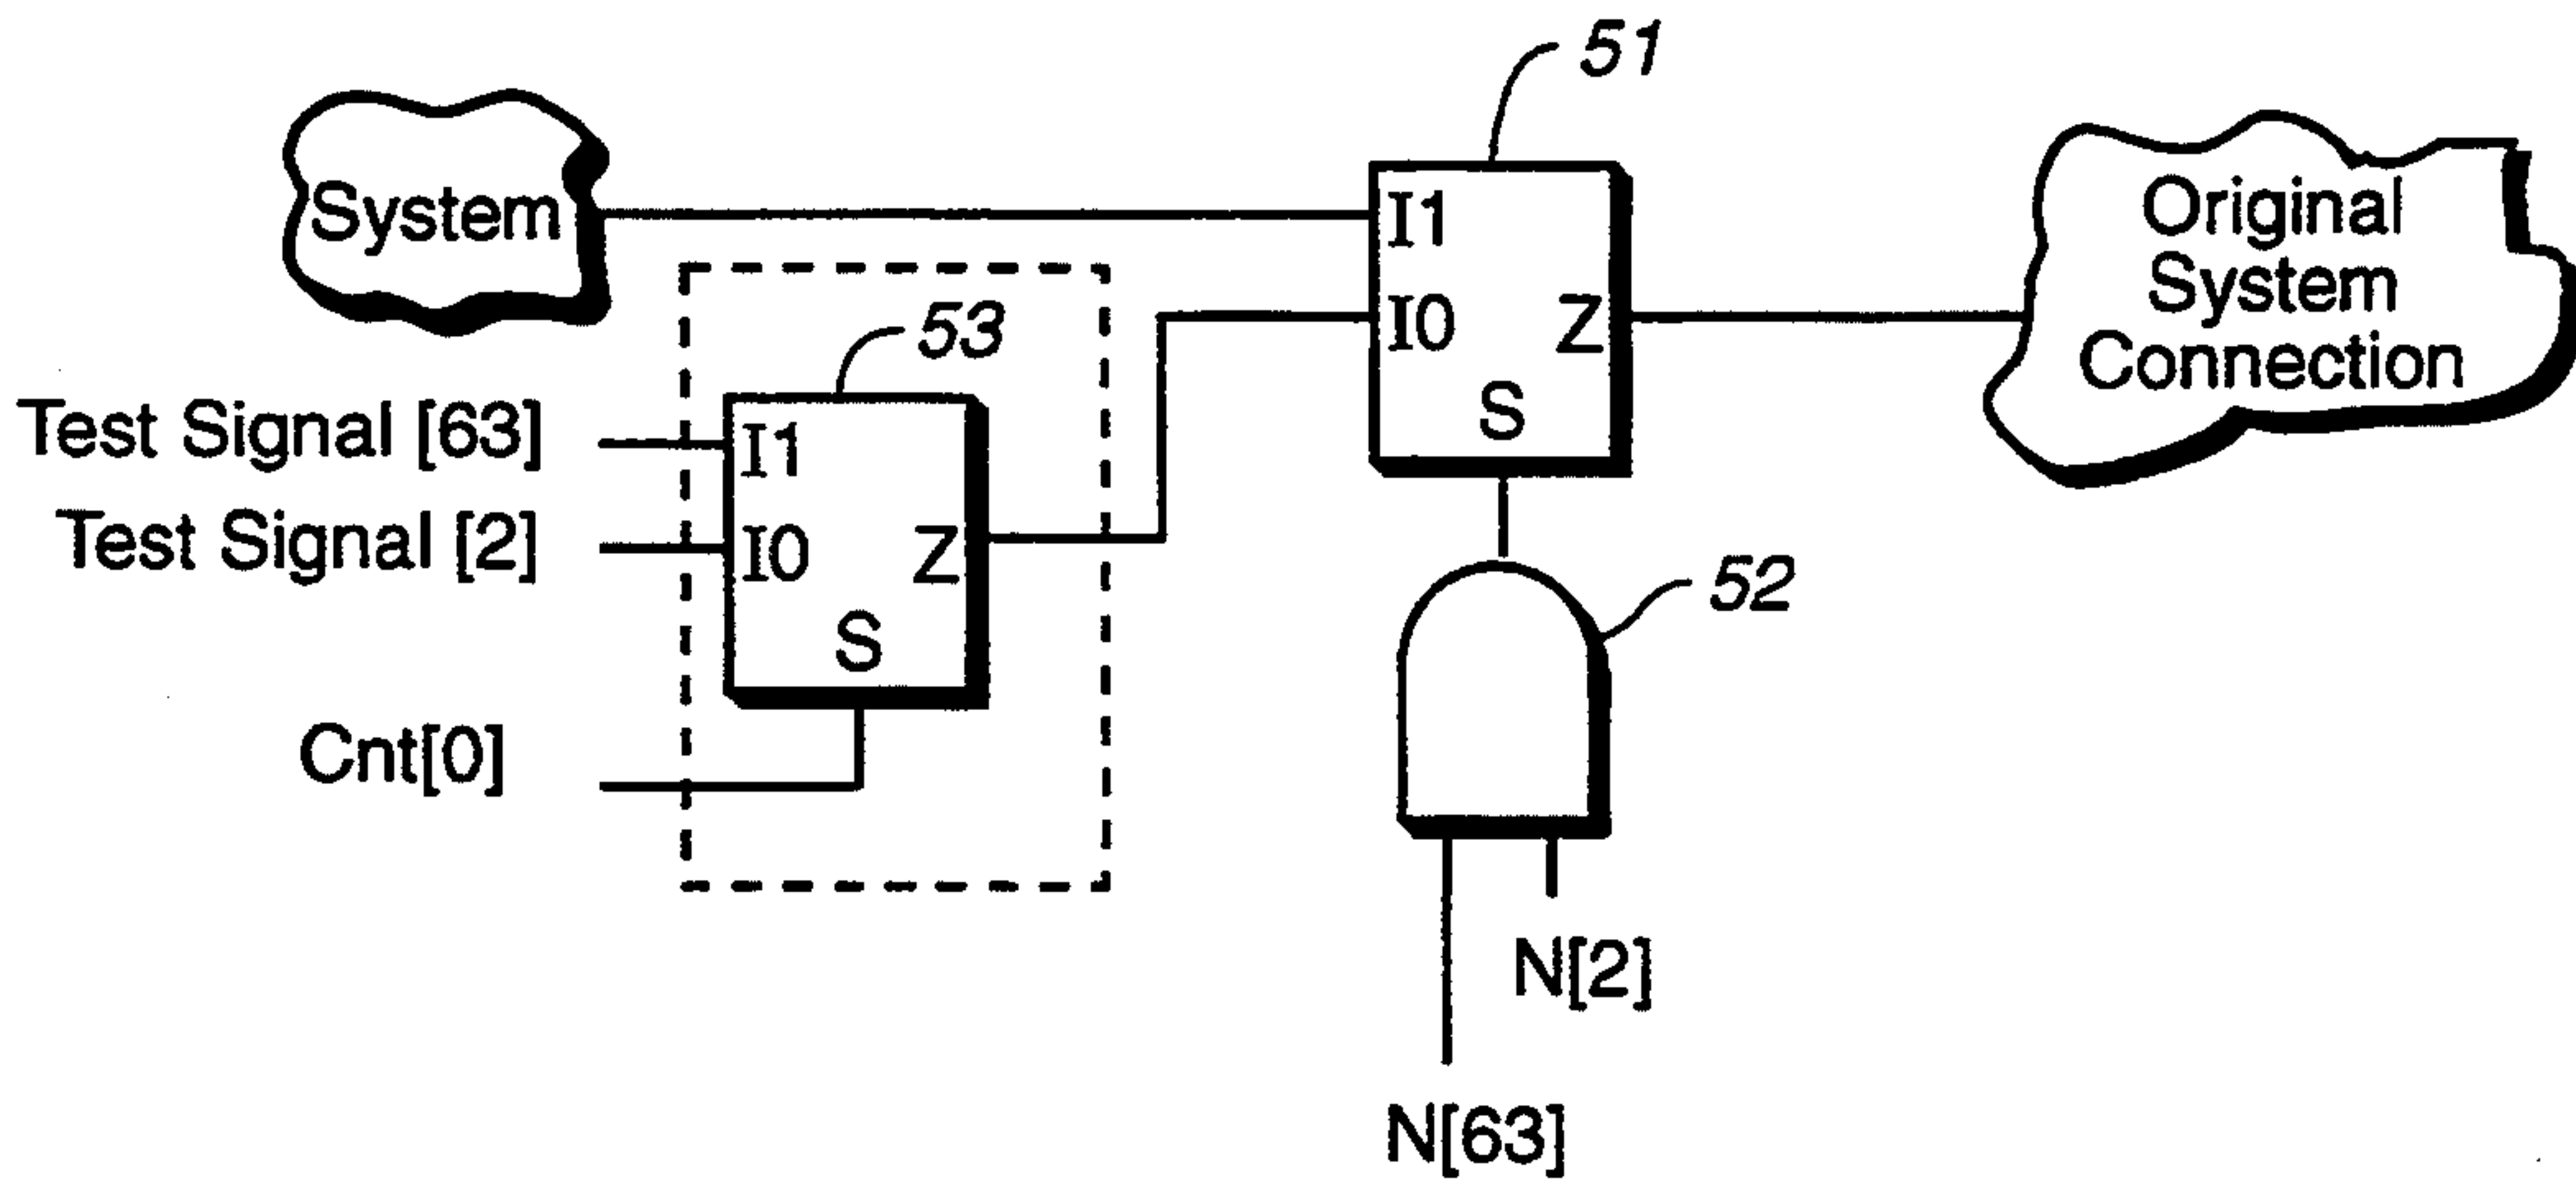 51
System
I1
I0
Z
S
Original
System
Connection
53
Test Signal [63]
Test Signal [2]
I1
I0
Z
S
Cnt[0]
52
N[2]
N[63]